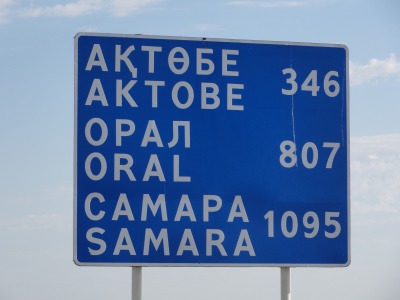 АҚТӨБЕ 346
AKTOBE
ОРАЛ 807
ORAL
САМАРА 1095
SAMARA